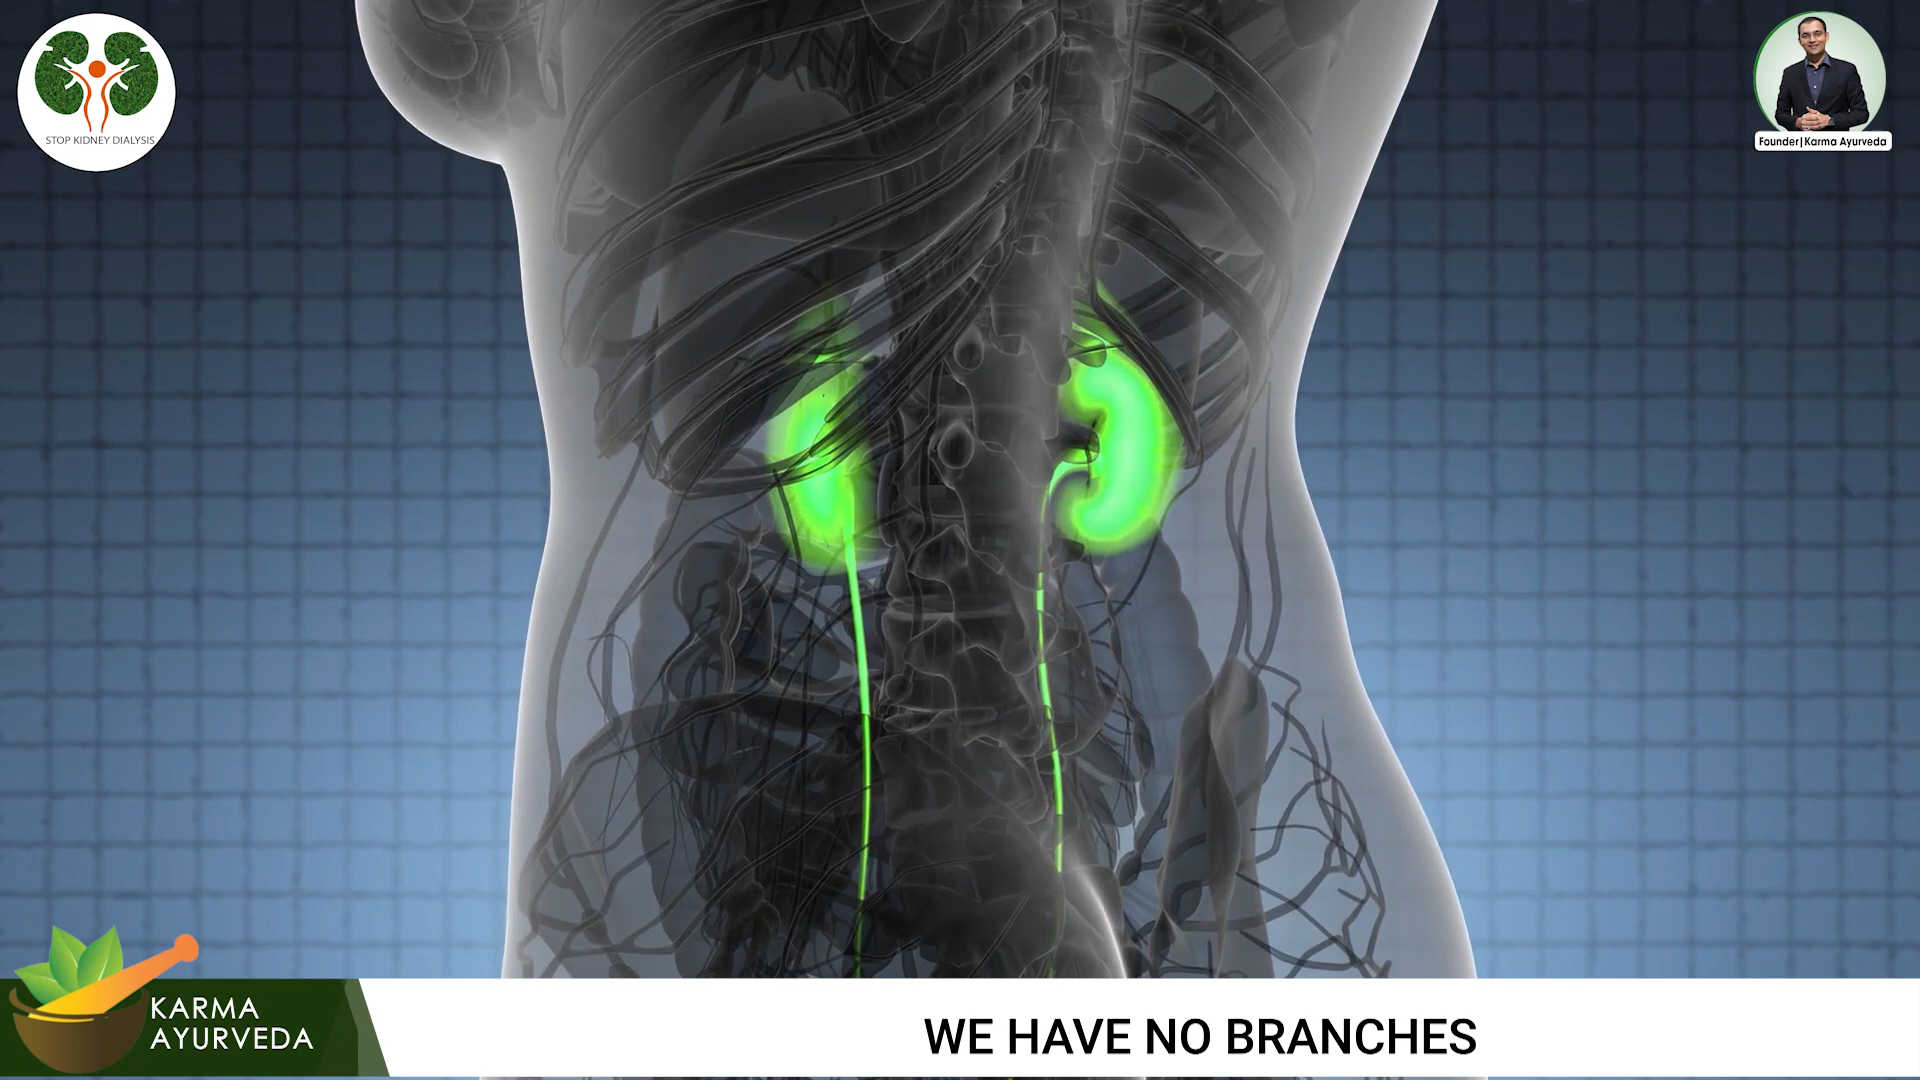 STOP KIDNEY DIALYSIS
Founder|Karma Ayurveda
KARMA
AYURVEDA
WE HAVE NO BRANCHES